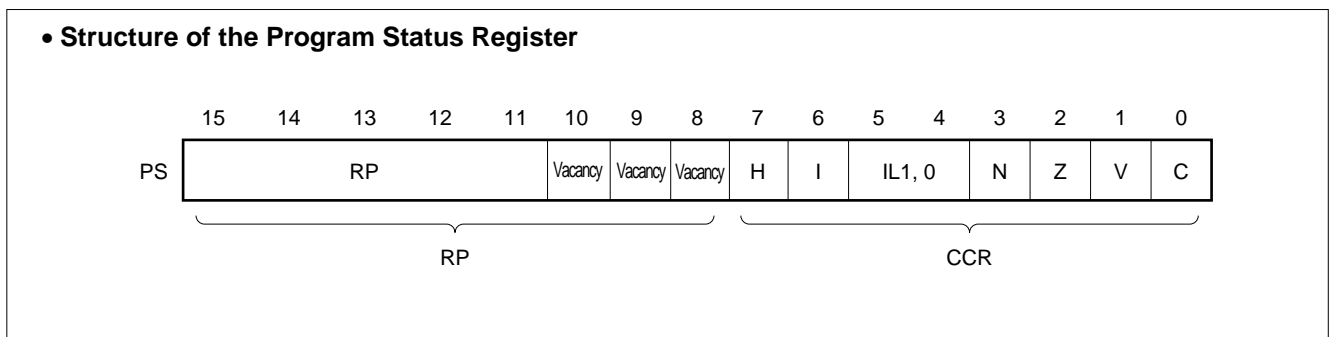 • Structure of the Program Status Register
15 14 13 12 11 10 9 8 7 6 5 4 3 2 1 0
PS RP Vacancy Vacancy Vacancy H I IL1, 0 N Z V C
RP CCR